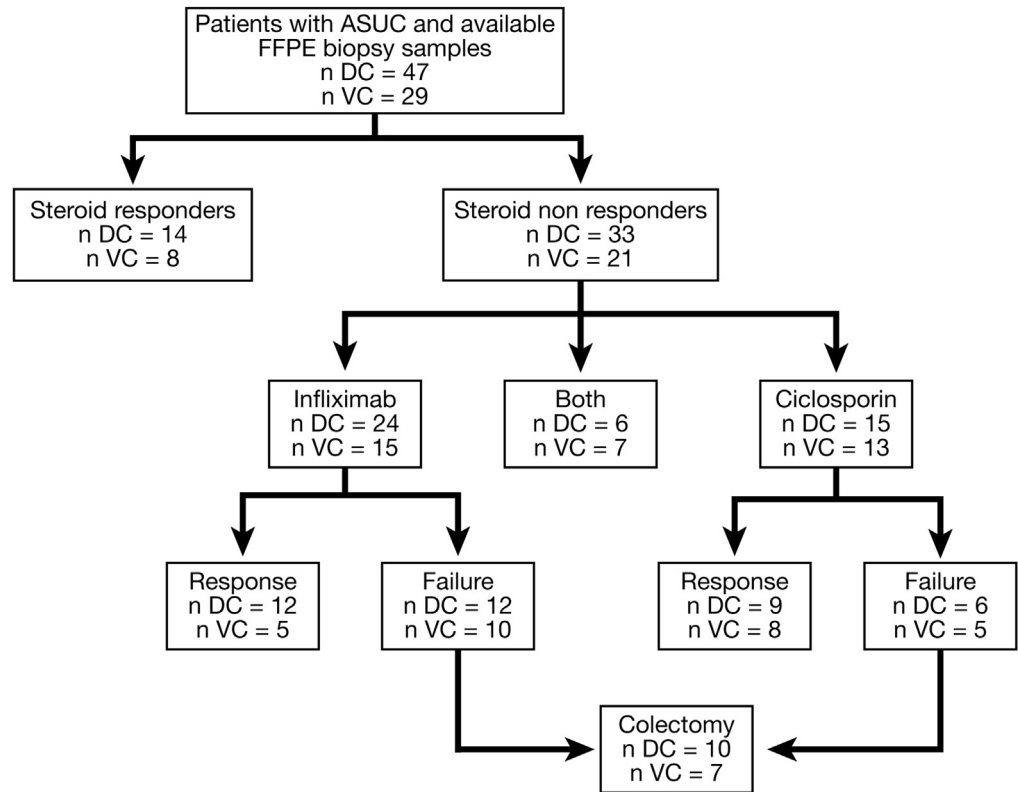 Patients with ASUC and available
FFPE biopsy samples
n DC = 47
n VC = 29
Steroid responders
n DC = 14
n VC = 8
Steroid non responders
n DC = 33
n VC = 21
Infliximab
n DC = 24
n VC = 15
Both
n DC = 6
n VC = 7
Ciclosporin
n DC = 15
n VC = 13
Response
n DC = 12
n VC = 5
Failure
n DC = 12
n VC = 10
Response
n DC = 9
n VC = 8
Failure
n DC = 6
n VC = 5
Colectomy
n DC = 10
n VC = 7